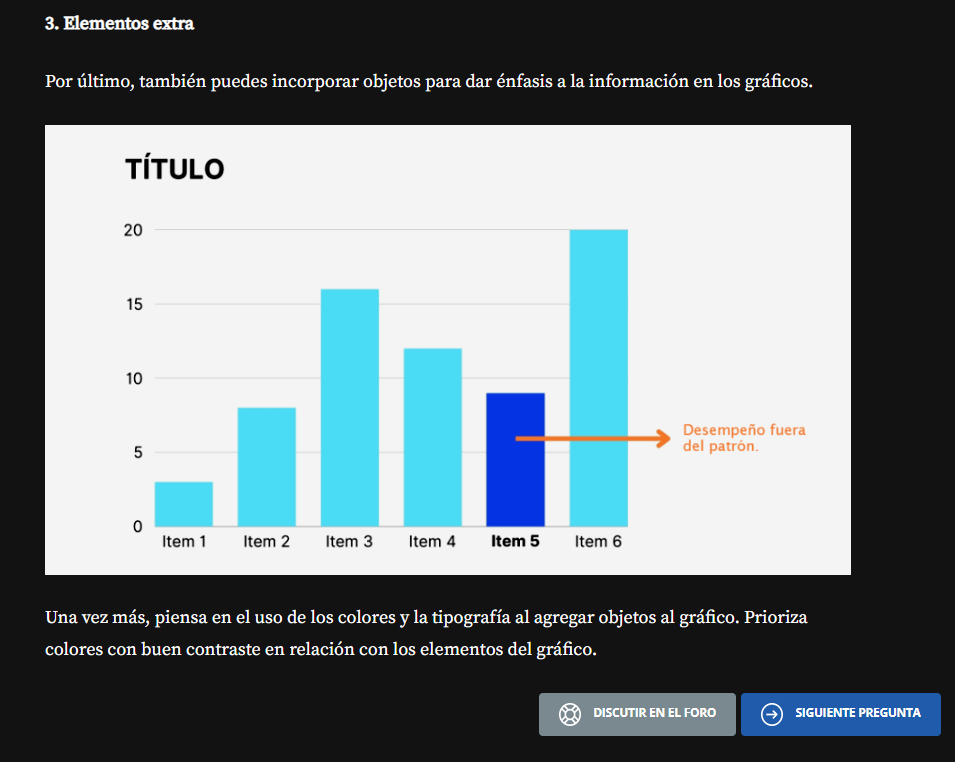 3. Elementos extra
Por último, también puedes incorporar objetos para dar énfasis a la información en los gráficos.
TÍTULO
20
15
10
5
0
Desempeño fuera
del patrón.
Item 1
Item 2
Item 3
Item 4
Item 5
Item 6
Una vez más, piensa en el uso de los colores y la tipografía al agregar objetos al gráfico. Prioriza
colores con buen contraste en relación con los elementos del gráfico.
DISCUTIR EN EL FORO
SIGUIENTE PREGUNTA